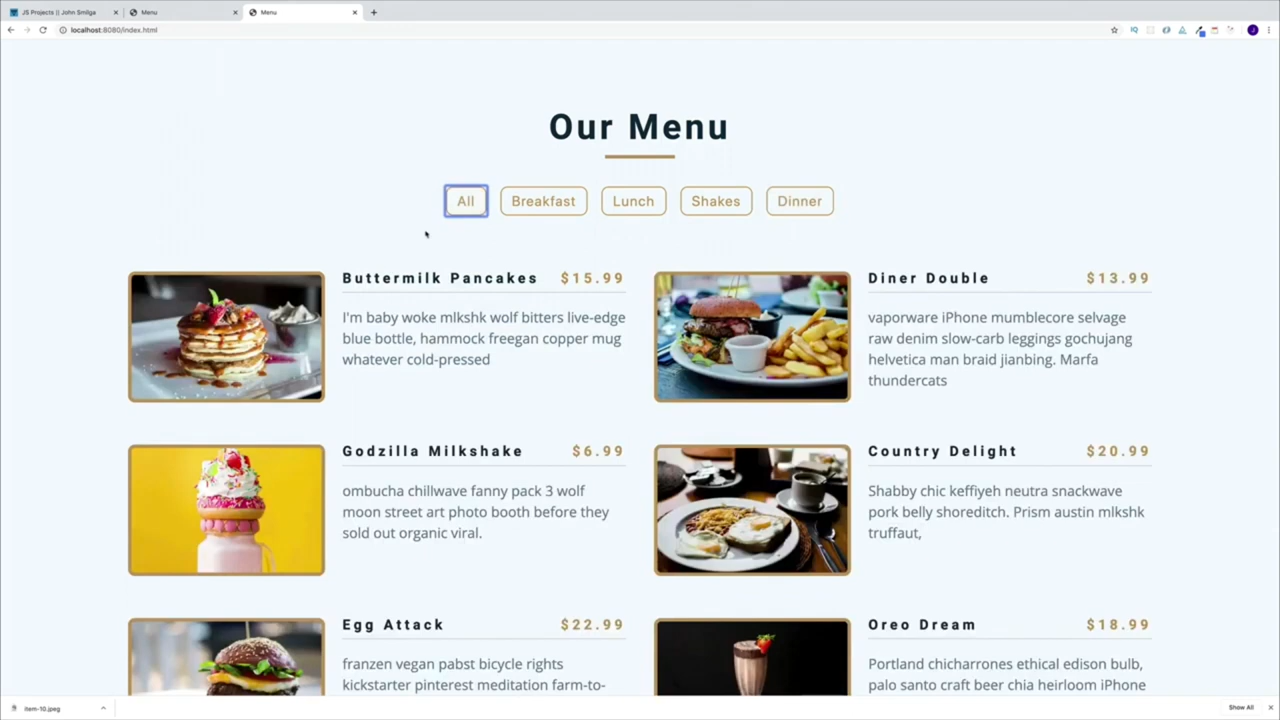 JS Projects || John Smilga
Menu
Menu
localhost:8080/index.html
Our Menu
All
Breakfast
Lunch
Shakes
Dinner
Buttermilk Pancakes $15.99
I'm baby woke mlkshk wolf bitters live-edge
blue bottle, hammock freegan copper mug
whatever cold-pressed
Diner Double $13.99
vaporware iPhone mumblecore selvage
raw denim slow-carb leggings gochujang
helvetica man braid jianbing. Marfa
thundercats
Godzilla Milkshake $6.99
ombucha chillwave fanny pack 3 wolf
moon street art photo booth before they
sold out organic viral.
Country Delight $20.99
Shabby chic keffiyeh neutra snackwave
pork belly shoreditch. Prism austin mlkshk
truffaut,
Egg Attack $22.99
franzen vegan pabst bicycle rights
kickstarter pinterest meditation farm-to-
Oreo Dream $18.99
Portland chicharrones ethical edison bulb,
palo santo craft beer chia heirloom iPhone
item-10.jpeg
Show All